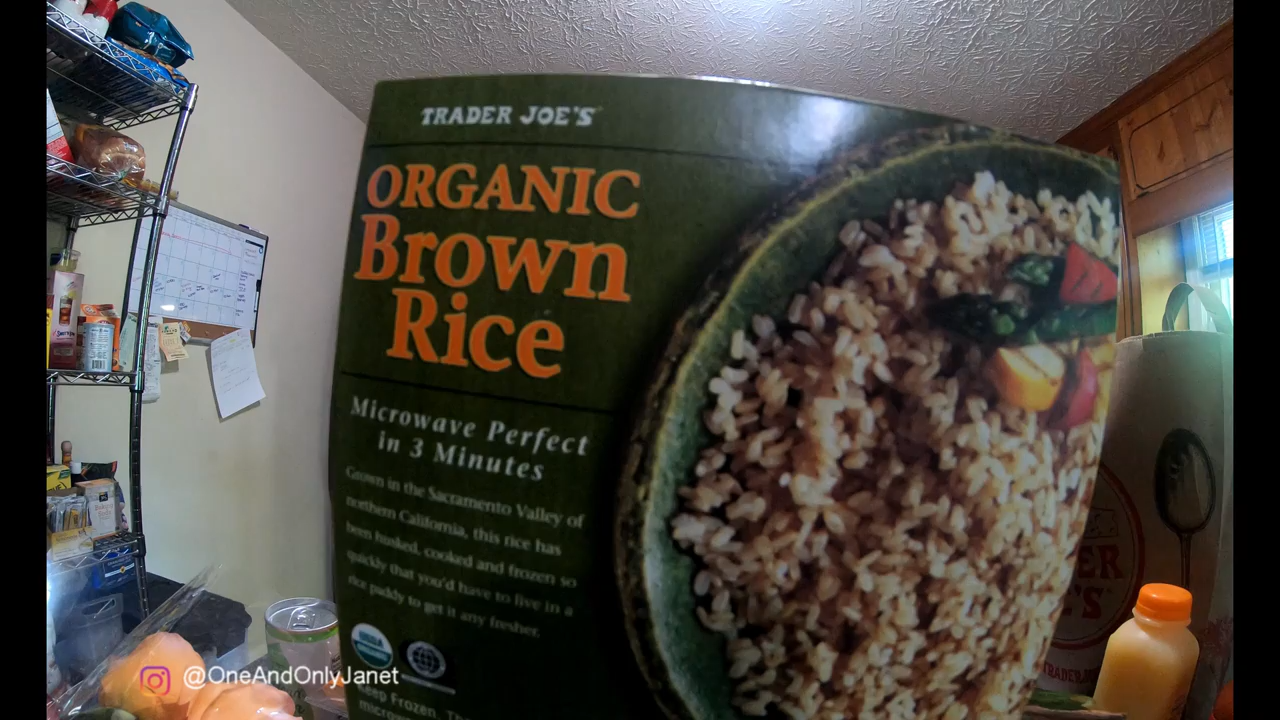 TRADER JOE'S
ORGANIC
Brown
Rice
Microwave Perfect
in 3 Minutes
Grown in the Sacramento Valley of
northern California, this rice has
been husked, cooked and frozen so
quickly that you'd have to live in a
rice paddy to get it any fresher.
USDA
Keep Frozen.
@OneAndOnlyJanet
TRADER